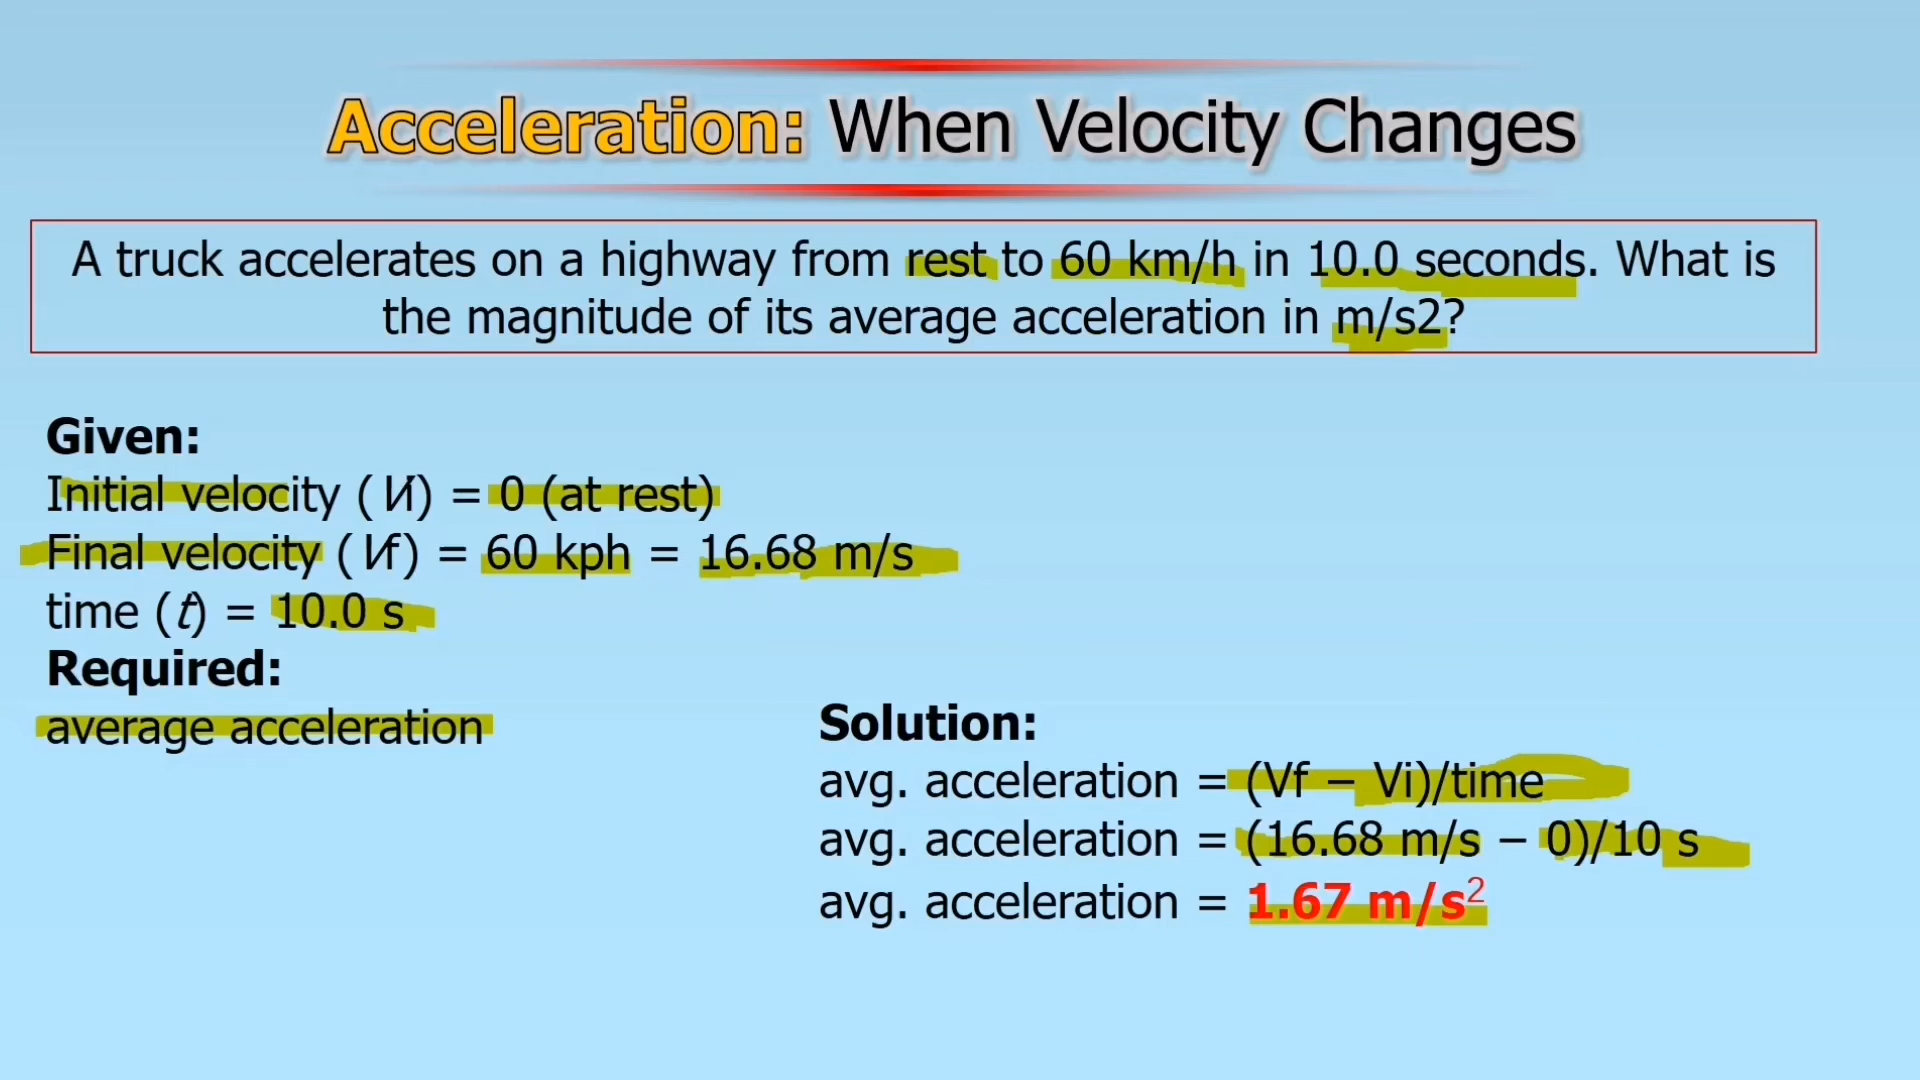 Acceleration: When Velocity Changes
A truck accelerates on a highway from rest to 60 km/h in 10.0 seconds. What is
the magnitude of its average acceleration in m/s2?
Given:
Initial velocity (Vi) = 0 (at rest)
Final velocity (Vf) = 60 kph = 16.68 m/s
time (t) = 10.0 s
Required:
average acceleration
Solution:
avg. acceleration = (Vf − Vi)/time
avg. acceleration = (16.68 m/s − 0)/10 s
avg. acceleration = 1.67 m/s²